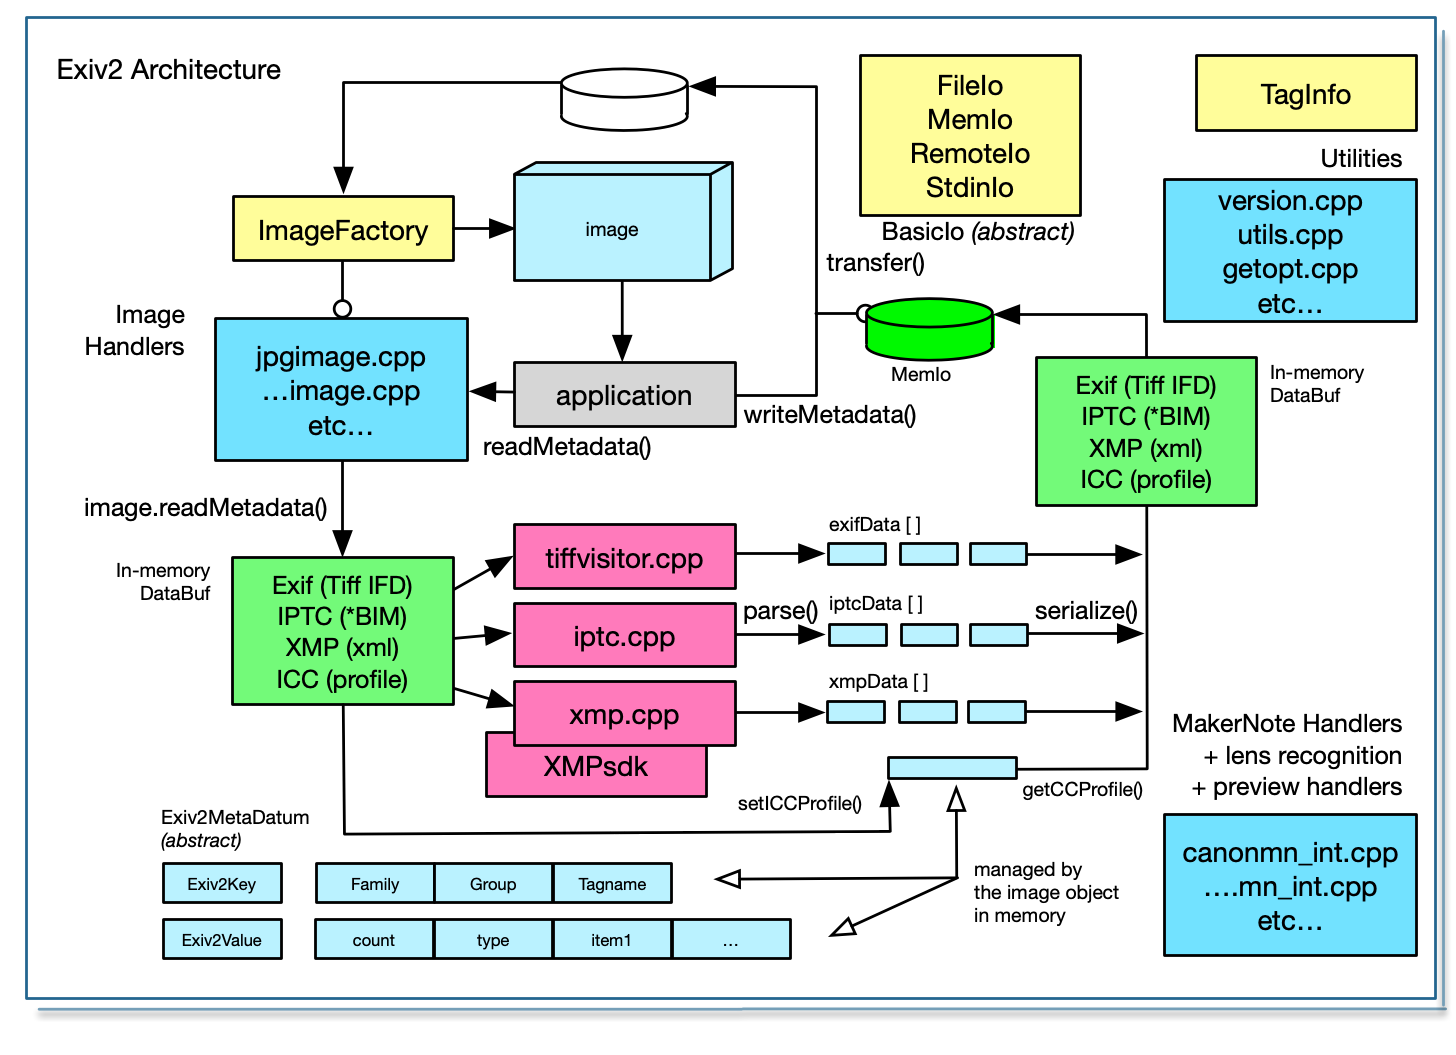 Exiv2 Architecture
FileIo
MemIo
RemoteIo
StdinIo
BasicIo (abstract)
TagInfo
Utilities
version.cpp
utils.cpp
getopt.cpp
etc…
ImageFactory
image
transfer()
Image
Handlers
jpgimage.cpp
…image.cpp
etc…
application
readMetadata()
writeMetadata()
MemIo
Exif (Tiff IFD)
IPTC (*BIM)
XMP (xml)
ICC (profile)
In-memory
DataBuf
image.readMetadata()
In-memory
DataBuf
Exif (Tiff IFD)
IPTC (*BIM)
XMP (xml)
ICC (profile)
tiffvisitor.cpp
iptc.cpp
xmp.cpp
XMPsdk
parse()
exifData [ ]
iptcData [ ]
xmpData [ ]
serialize()
setICCProfile()
getCCProfile()
MakerNote Handlers
+ lens recognition
+ preview handlers
canonmn_int.cpp
….mn_int.cpp
etc…
Exiv2MetaDatum
(abstract)
Exiv2Key
Family
Group
Tagname
Exiv2Value
count
type
item1
…
managed by
the image object
in memory